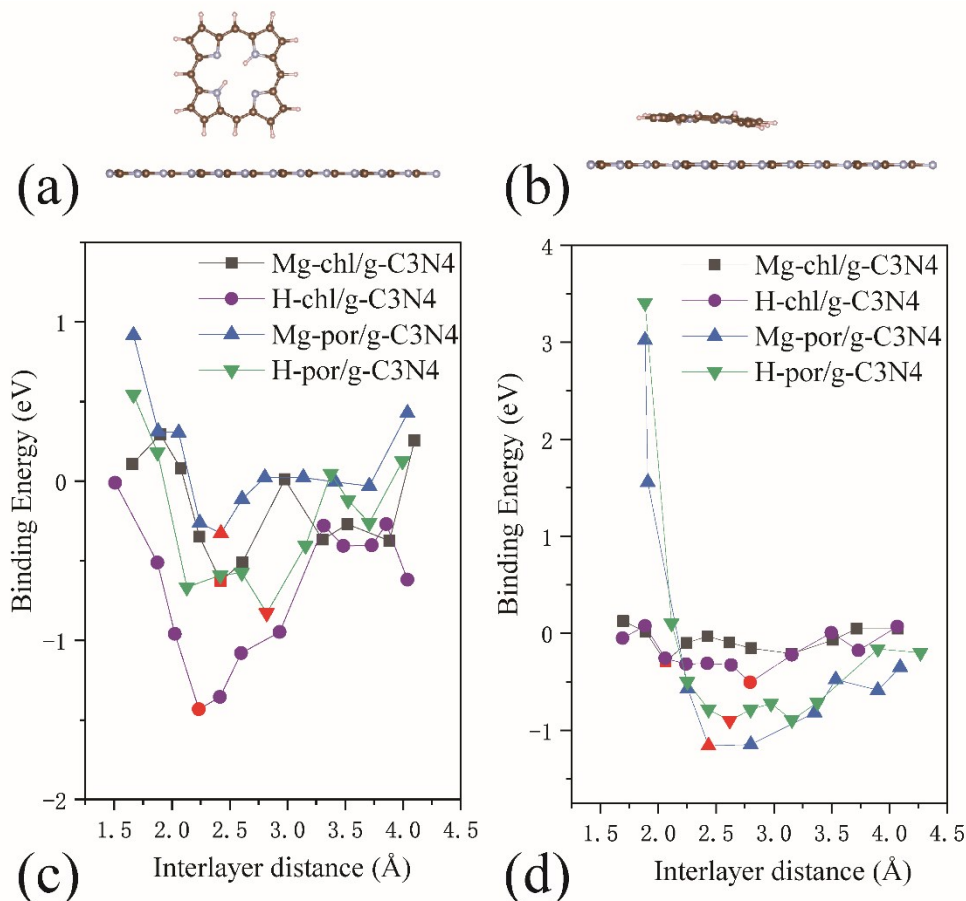 (a)
(b)
Mg-chl/g-C3N4
H-chl/g-C3N4
Mg-por/g-C3N4
H-por/g-C3N4
1
0
−1
−2
Binding Energy (eV)
1.5 2.0 2.5 3.0 3.5 4.0 4.5
Interlayer distance (Å)
(c)
Mg-chl/g-C3N4
H-chl/g-C3N4
Mg-por/g-C3N4
H-por/g-C3N4
4
3
2
1
0
−1
Binding Energy (eV)
1.5 2.0 2.5 3.0 3.5 4.0 4.5
Interlayer distance (Å)
(d)